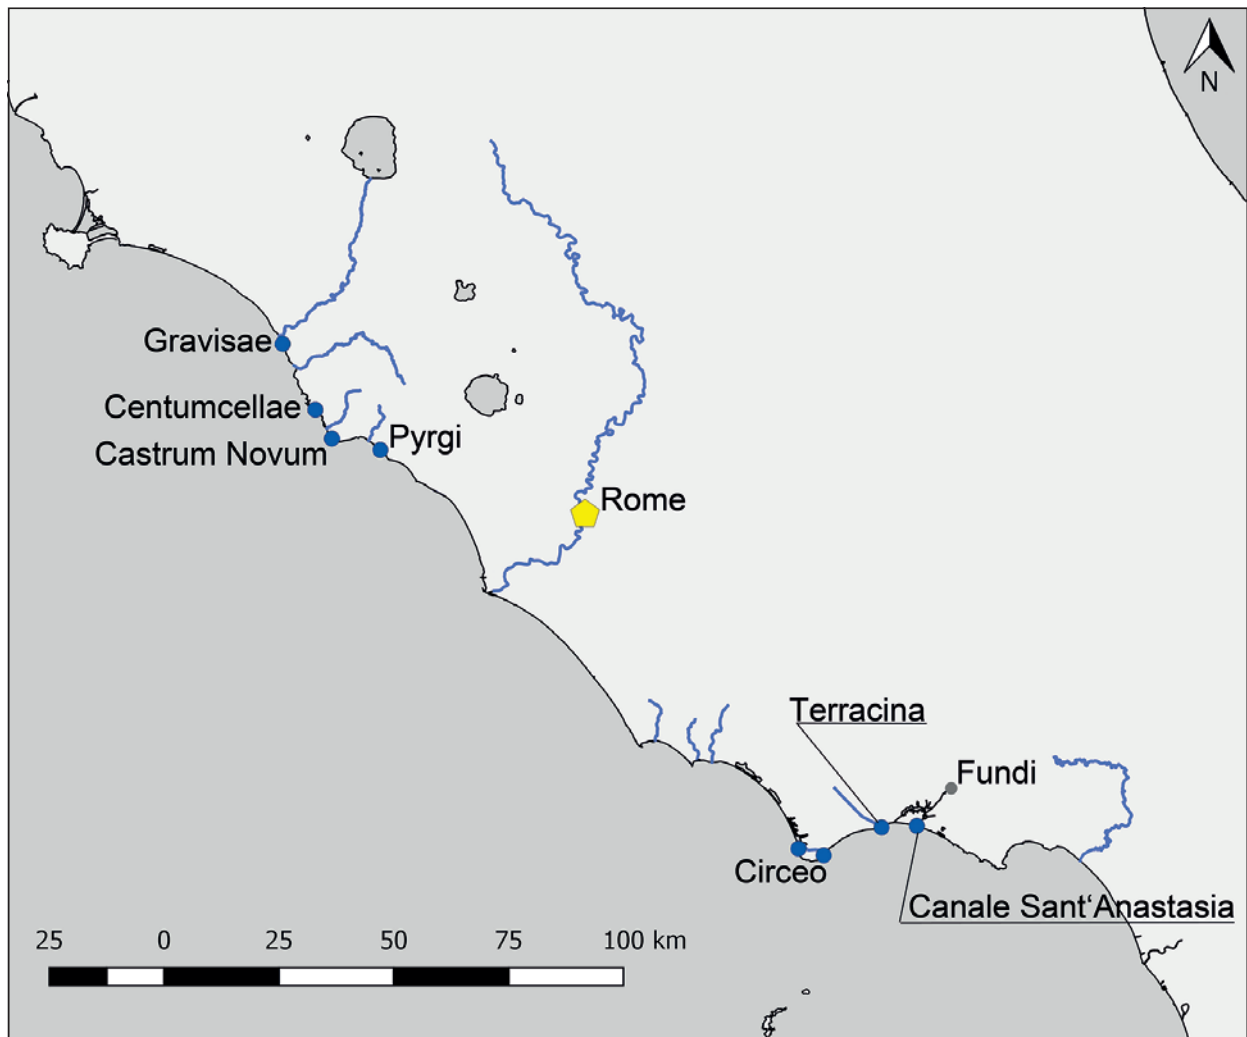 N
Gravisae
Centumcellae
Castrum Novum
Pyrgi
Rome
Terracina
Fundi
Circeo
Canale Sant‘Anastasia
25 0 25 50 75 100 km